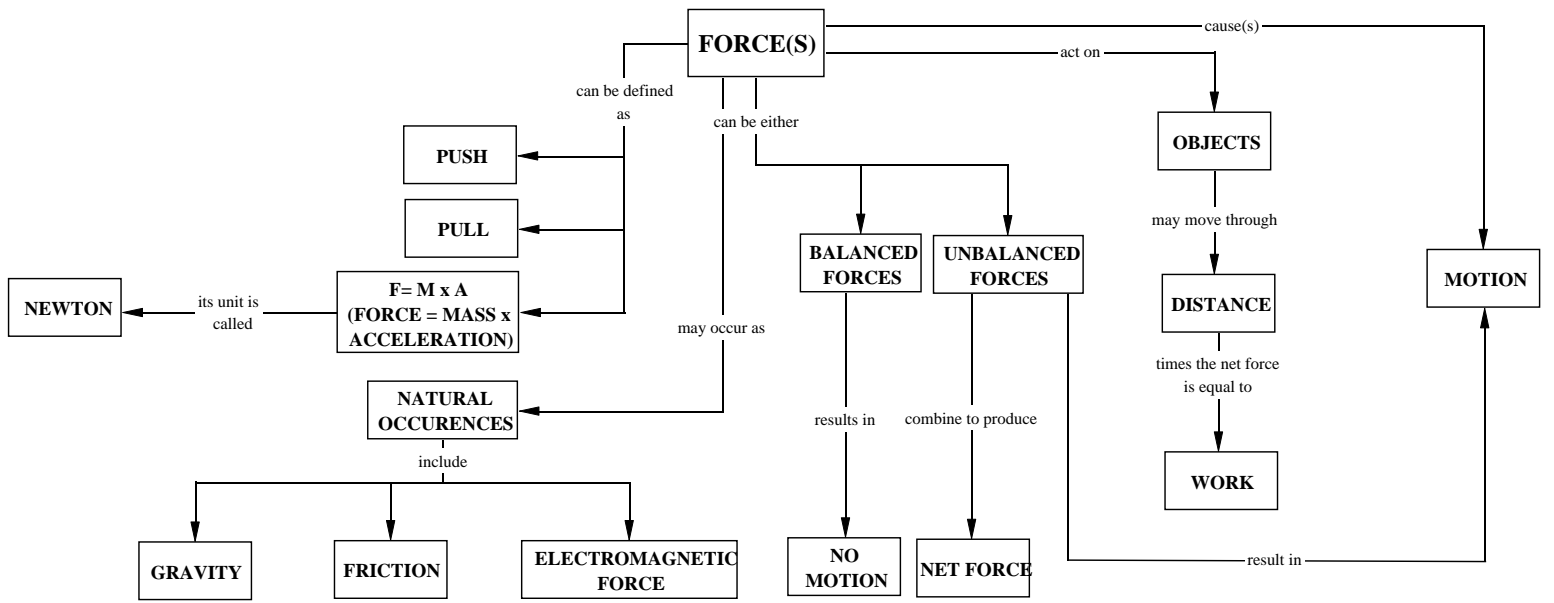 FORCE(S)
cause(s)
act on
can be defined
as
can be either
PUSH
OBJECTS
PULL
may move through
BALANCED
FORCES
UNBALANCED
FORCES
MOTION
NEWTON
its unit is
called
F= M x A
(FORCE = MASS x
ACCELERATION)
DISTANCE
may occur as
times the net force
is equal to
NATURAL
OCCURENCES
results in
combine to produce
include
WORK
GRAVITY
FRICTION
ELECTROMAGNETIC
FORCE
NO
MOTION
NET FORCE
result in